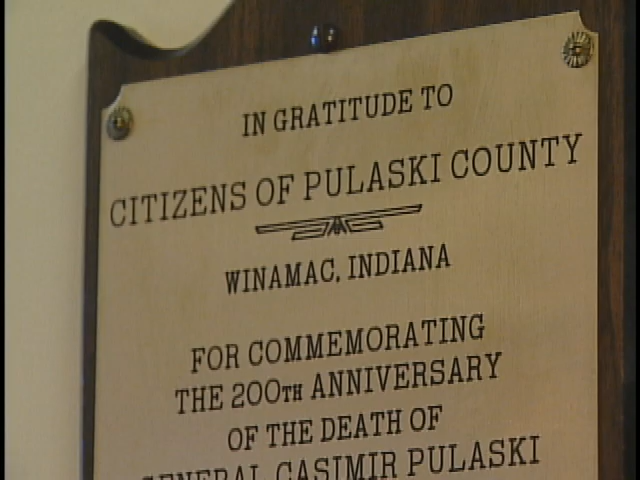 IN GRATITUDE TO
CITIZENS OF PULASKI COUNTY
WINAMAC, INDIANA
FOR COMMEMORATING
THE 200TH ANNIVERSARY
OF THE DEATH OF
GENERAL CASIMIR PULASKI